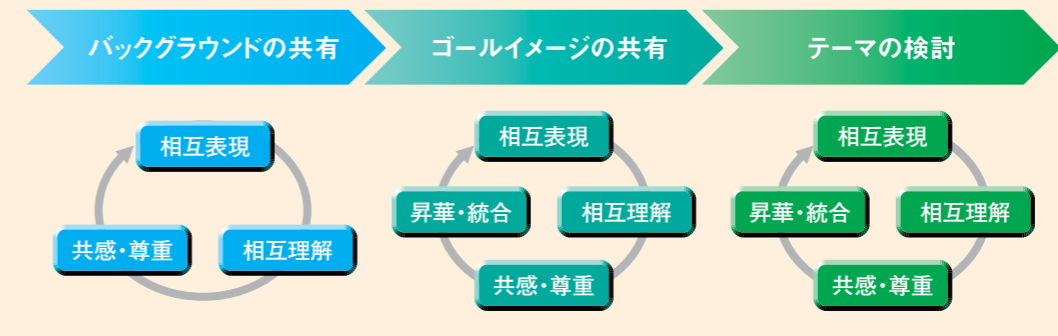 バックグラウンドの共有
ゴールイメージの共有
テーマの検討
相互表現
共感・尊重
相互理解
相互表現
昇華・統合
相互理解
共感・尊重
相互表現
昇華・統合
相互理解
共感・尊重